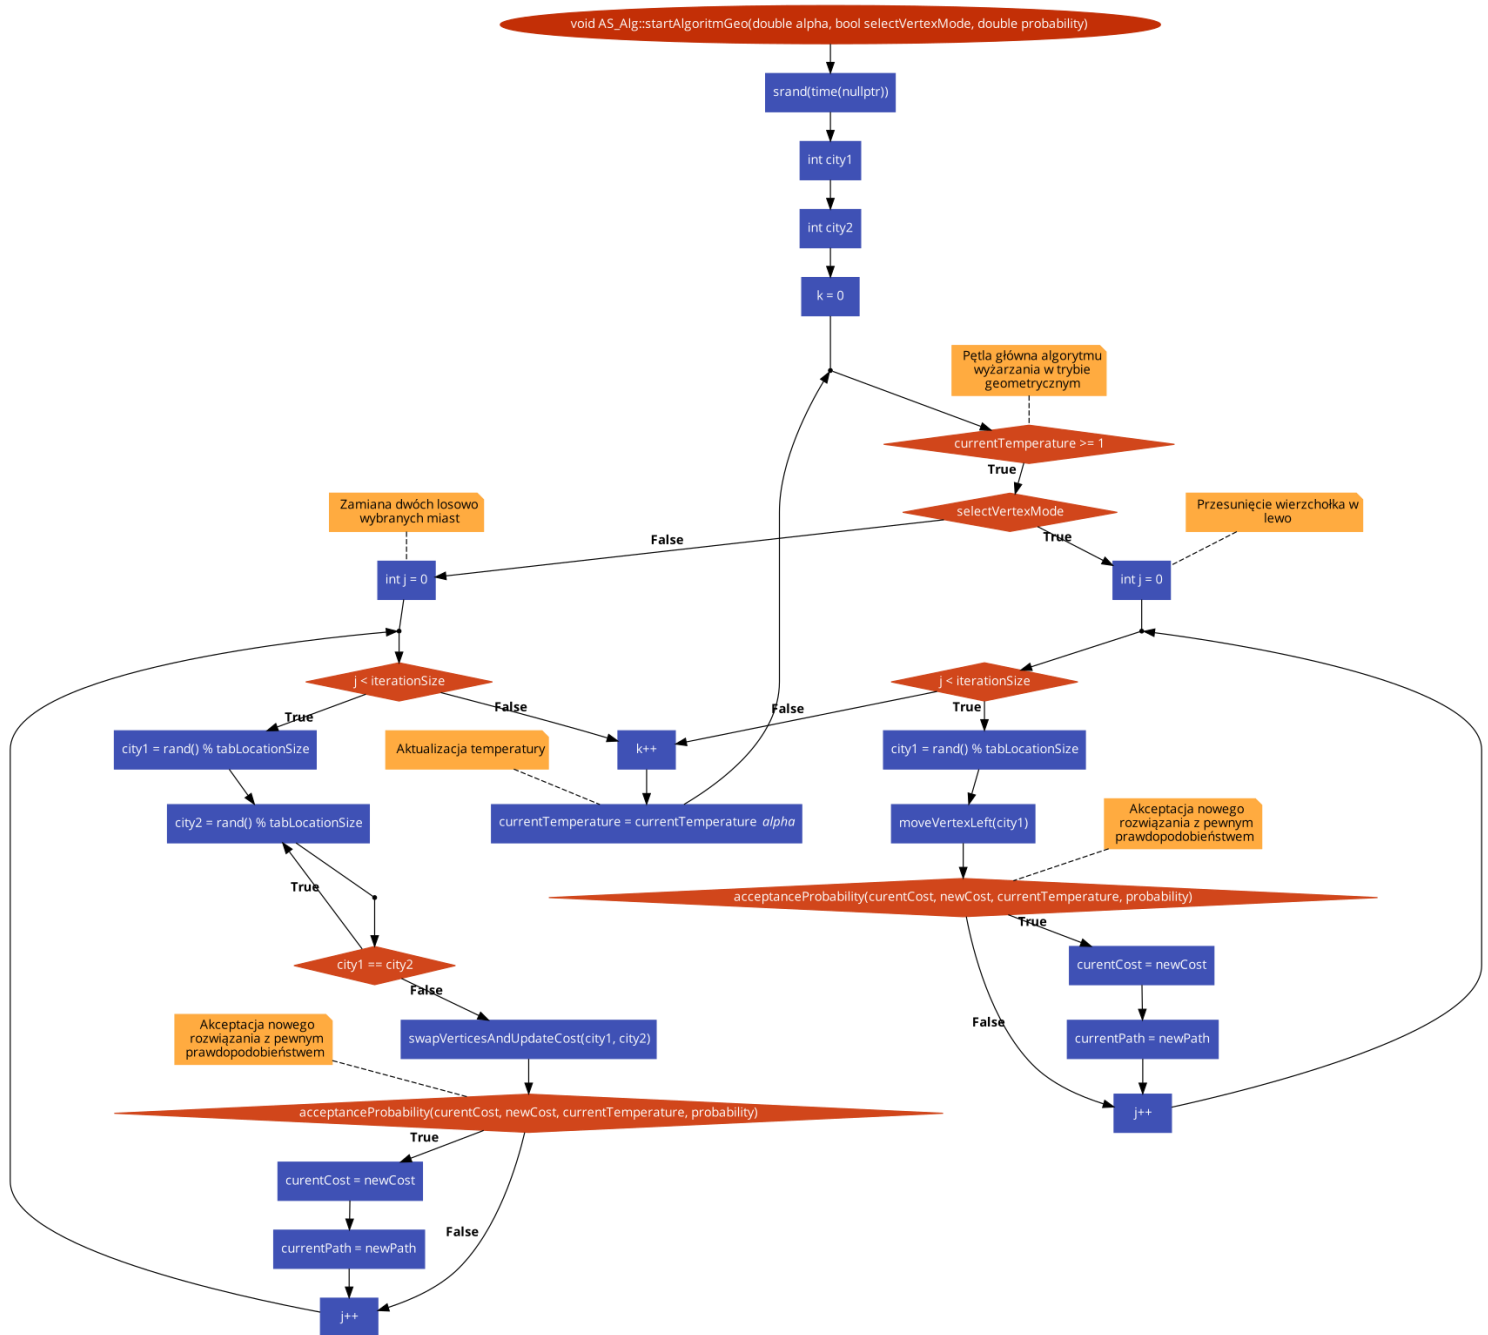 void AS_Alg::startAlgoritmGeo(double alpha, bool selectVertexMode, double probability)
srand(time(nullptr))
int city1
int city2
k = 0
Pętla główna algorytmu
wyżarzania w trybie
geometrycznym
currentTemperature >= 1
True
Zamiana dwóch losowo
wybranych miast
selectVertexMode
Przesunięcie wierzchołka w
lewo
False
True
int j = 0
int j = 0
j < iterationSize
j < iterationSize
True
False
False
True
city1 = rand() % tabLocationSize
Aktualizacja temperatury
k++
city1 = rand() % tabLocationSize
city2 = rand() % tabLocationSize
currentTemperature = currentTemperature alpha
moveVertexLeft(city1)
Akceptacja nowego
rozwiązania z pewnym
prawdopodobieństwem
True
acceptanceProbability(curentCost, newCost, currentTemperature, probability)
True
city1 == city2
curentCost = newCost
False
False
Akceptacja nowego
rozwiązania z pewnym
prawdopodobieństwem
swapVerticesAndUpdateCost(city1, city2)
currentPath = newPath
acceptanceProbability(curentCost, newCost, currentTemperature, probability)
j++
True
curentCost = newCost
False
currentPath = newPath
j++